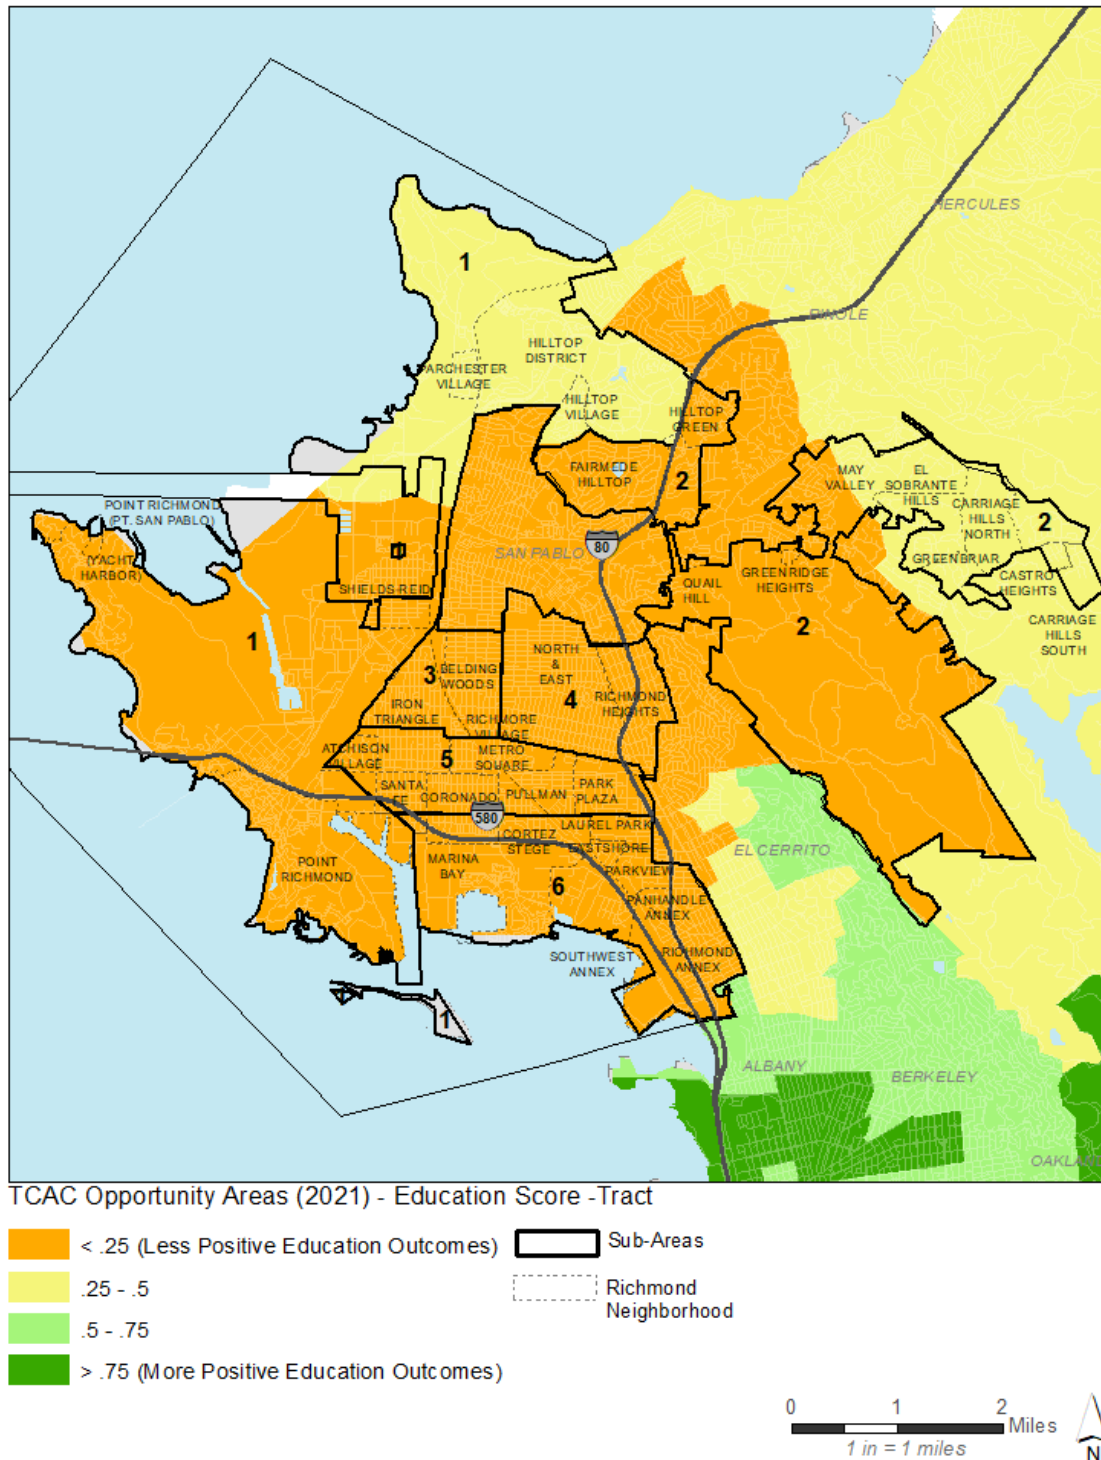 HERCULES
1
PINOLE
HILLTOP
DISTRICT
PARCHESTER
VILLAGE
HILLTOP
VILLAGE
HILLTOP
GREEN
FAIRMEDE
HILLTOP
2
MAY
VALLEY
EL
SOBRANTE
HILLS
CARRIAGE
HILLS
NORTH
2
POINT RICHMOND
(PT. SAN PABLO)
(YACHT
HARBOR)
SAN PABLO
80
1
SHIELDS-REID
GREENBRIAR
QUAIL
HILL
GREENRIDGE
HEIGHTS
CASTRO
HEIGHTS
CARRIAGE
HILLS
SOUTH
1
2
3
BELDING
WOODS
NORTH
&
EAST
4
RICHMOND
HEIGHTS
IRON
TRIANGLE
RICHMORE
VILLAGE
ATCHISON
VILLAGE
5
METRO
SQUARE
SANTA
FE
CORONADO
PULLMAN
PARK
PLAZA
580
CORTEZ
STEGE
LAUREL PARK
EASTSHORE
EL CERRITO
POINT
RICHMOND
MARINA
BAY
PARKVIEW
6
PANHANDLE
ANNEX
SOUTHWEST
ANNEX
RICHMOND
ANNEX
1
1
ALBANY
BERKELEY
OAKLAND
TCAC Opportunity Areas (2021) - Education Score -Tract
< .25 (Less Positive Education Outcomes)
Sub-Areas
.25 - .5
Richmond
Neighborhood
.5 - .75
> .75 (More Positive Education Outcomes)
0 1 2
Miles
1 in = 1 miles
N